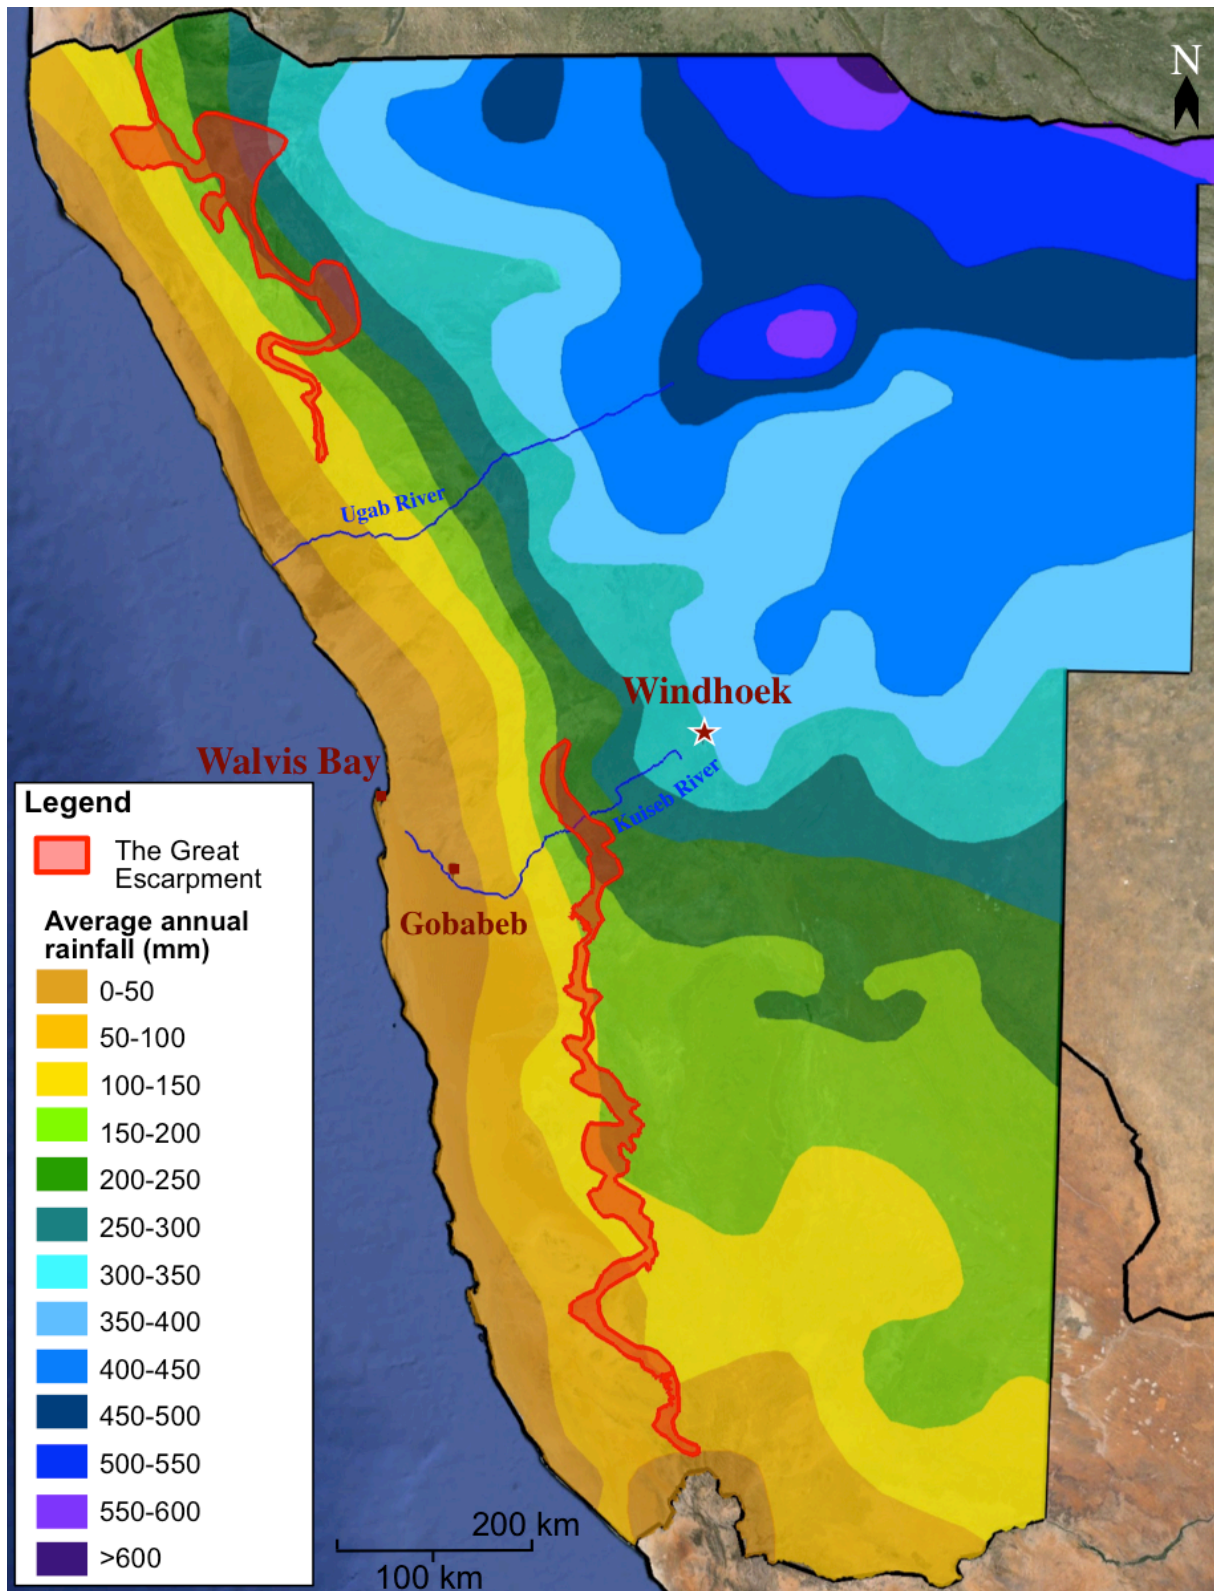 N
Ugab River
Windhoek
Walvis Bay
Kuiseb River
Gobabeb
Legend
The Great
Escarpment
Average annual
rainfall (mm)
0-50
50-100
100-150
150-200
200-250
250-300
300-350
350-400
400-450
450-500
500-550
550-600
>600
200 km
100 km